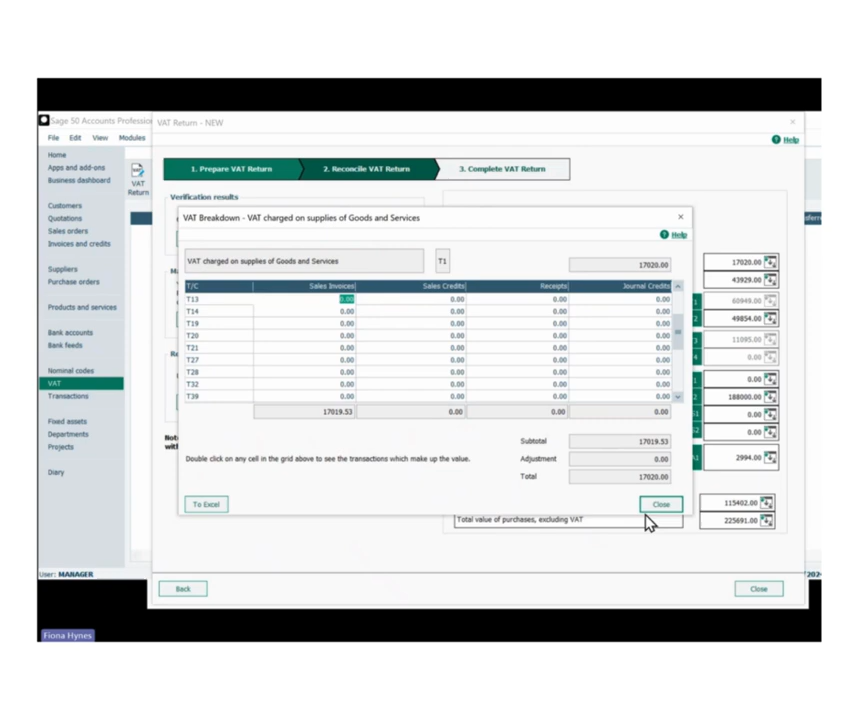 Sage 50 Accounts Professio
VAT Return - NEW
File Edit View Modules
Help
Home
Apps and add-ons
Business dashboard
Customers
Quotations
Sales orders
Invoices and credits
Suppliers
Purchase orders
Products and services
Bank accounts
Bank feeds
Nominal codes
VAT
Transactions
Fixed assets
Departments
Projects
Diary
User: MANAGER
VAT
Return
1. Prepare VAT Return
2. Reconcile VAT Return
3. Complete VAT Return
Verification results
VAT Breakdown - VAT charged on supplies of Goods and Services
Help
VAT charged on supplies of Goods and Services T1 17020.00
T/C Sales Invoices Sales Credits Receipts Journal Credits
T13 0.00 0.00 0.00 0.00
T14 0.00 0.00 0.00 0.00
T19 0.00 0.00 0.00 0.00
T20 0.00 0.00 0.00 0.00
T21 0.00 0.00 0.00 0.00
T27 0.00 0.00 0.00 0.00
T28 0.00 0.00 0.00 0.00
T32 0.00 0.00 0.00 0.00
T39 0.00 0.00 0.00 0.00
17019.53 0.00 0.00 0.00
Subtotal 17019.53
Double click on any cell in the grid above to see the transactions which make up the value. Adjustment 0.00
Total 17020.00
To Excel Close
17020.00
43929.00
60949.00
49854.00
11095.00
0.00
0.00
188000.00
0.00
0.00
2994.00
115402.00
Total value of purchases, excluding VAT 225691.00
Back Close
Fiona Hynes